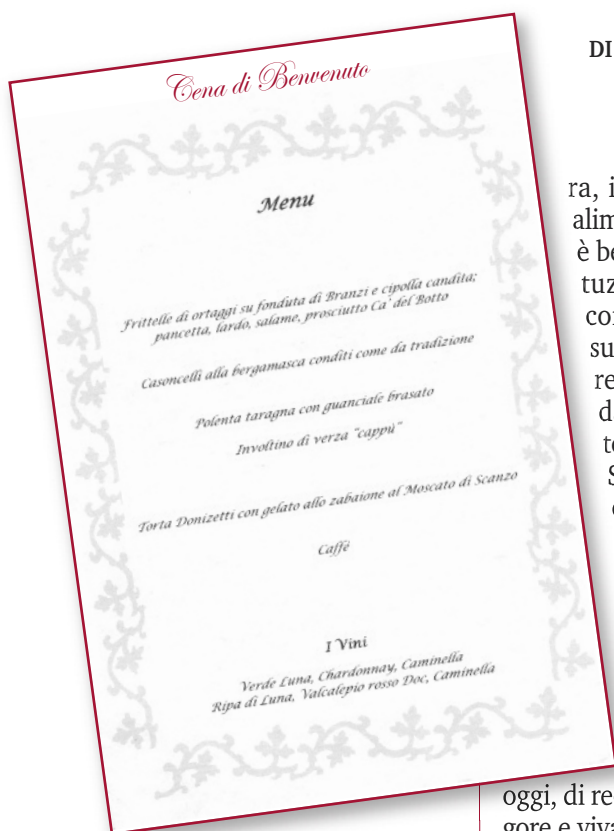 Cena di Benvenuto
Menu
Frittelle di ortaggi su fonduta di Branzi e cipolla candita;
pancetta, lardo, salame, prosciutto Ca' del Botto
Casoncelli alla bergamasca conditi come da tradizione
Polenta taragna con guanciale brasato
Involtino di verza "cappù"
Torta Donizetti con gelato allo zabaione al Moscato di Scanzo
Caffè
I Vini
Verde Luna, Chardonnay, Caminella
Ripa di Luna, Valcalepio rosso Doc, Caminella
DI
ra, i
alim
è be
tuz
co
su
re
d
te
S
oggi, di re
gore e viva